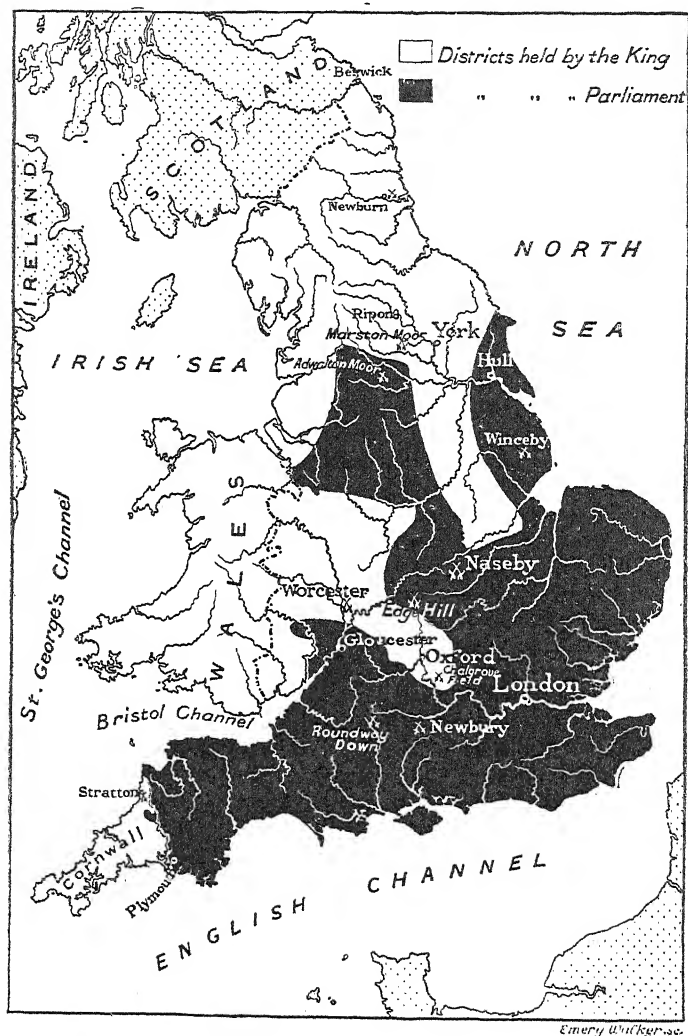 Districts held by the King
" " " Parliament
SCOTLAND
Berwick
IRELAND
Newburn
NORTH
SEA
Ripon
Marston Moor
York
IRISH SEA
Adwalton Moor
Hull
Winceby
St. George's Channel
WALES
Naseby
Worcester
Edge Hill
Gloucester
Oxford
Chalgrove
Field
London
Bristol Channel
Roundway
Down
Newbury
Stratton
Cornwall
Plymouth
ENGLISH CHANNEL
Emery Walker sc.